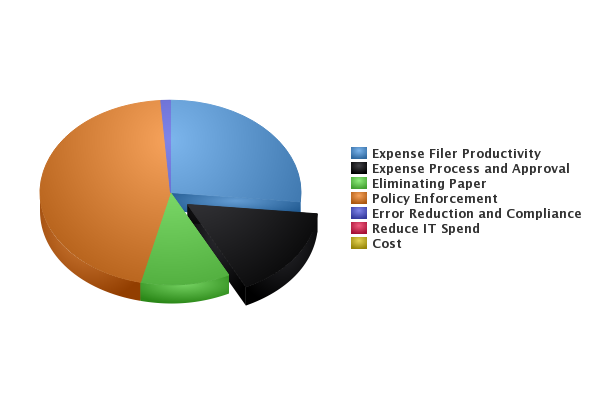 Expense Filer Productivity
Expense Process and Approval
Eliminating Paper
Policy Enforcement
Error Reduction and Compliance
Reduce IT Spend
Cost